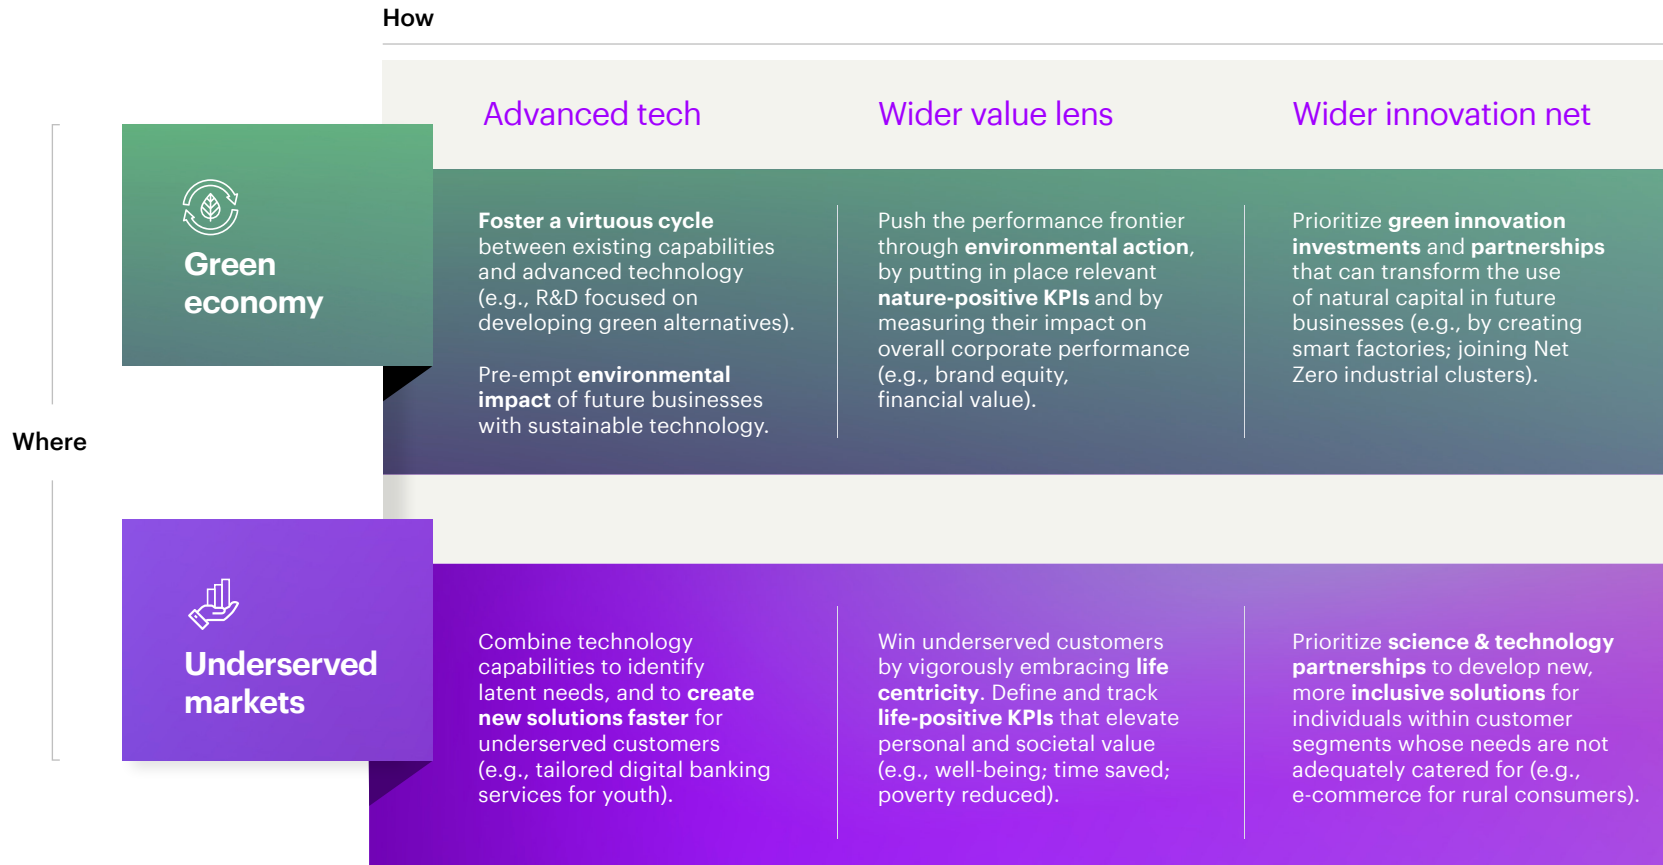 How
Advanced tech
Wider value lens
Wider innovation net
Where
Green
economy
Foster a virtuous cycle
between existing capabilities
and advanced technology
(e.g., R&D focused on
developing green alternatives).
Pre-empt environmental
impact of future businesses
with sustainable technology.
Push the performance frontier
through environmental action,
by putting in place relevant
nature-positive KPIs and by
measuring their impact on
overall corporate performance
(e.g., brand equity,
financial value).
Prioritize green innovation
investments and partnerships
that can transform the use
of natural capital in future
businesses (e.g., by creating
smart factories; joining Net
Zero industrial clusters).
Underserved
markets
Combine technology
capabilities to identify
latent needs, and to create
new solutions faster for
underserved customers
(e.g., tailored digital banking
services for youth).
Win underserved customers
by vigorously embracing life
centricity. Define and track
life-positive KPIs that elevate
personal and societal value
(e.g., well-being; time saved;
poverty reduced).
Prioritize science & technology
partnerships to develop new,
more inclusive solutions for
individuals within customer
segments whose needs are not
adequately catered for (e.g.,
e-commerce for rural consumers).